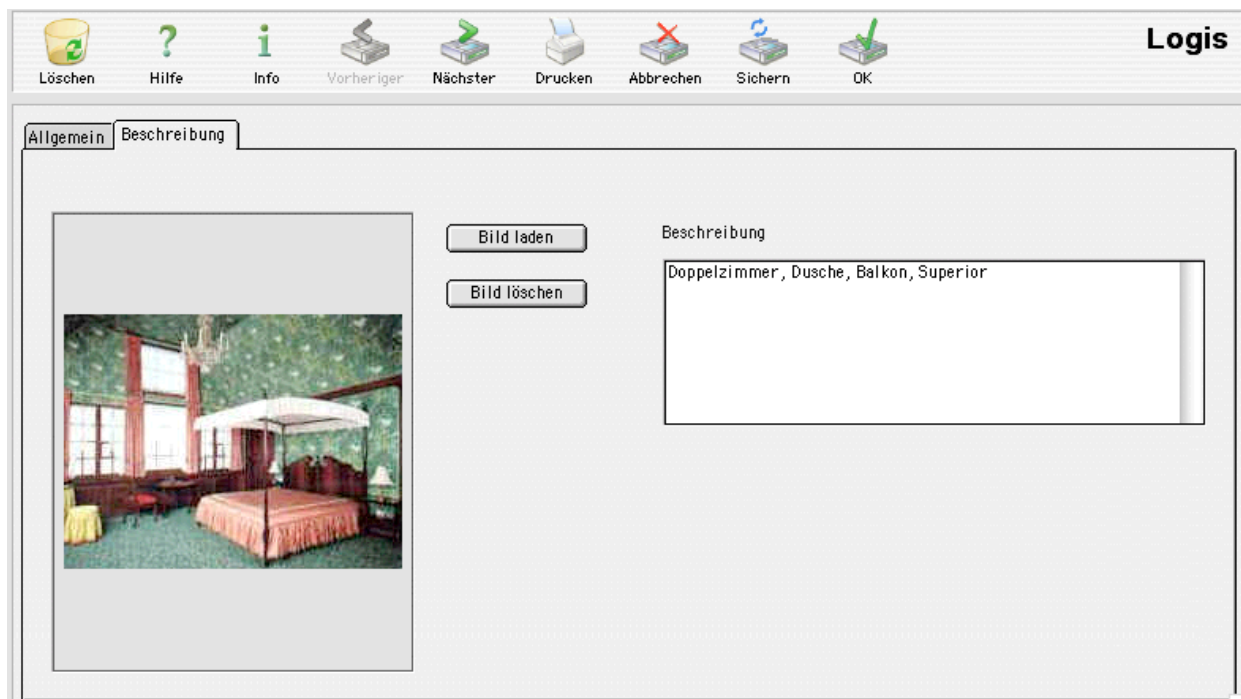 Logis
Löschen Hilfe Info Vorheriger Nächster Drucken Abbrechen Sichern OK
Allgemein Beschreibung
Bild laden
Bild löschen
Beschreibung
Doppelzimmer, Dusche, Balkon, Superior